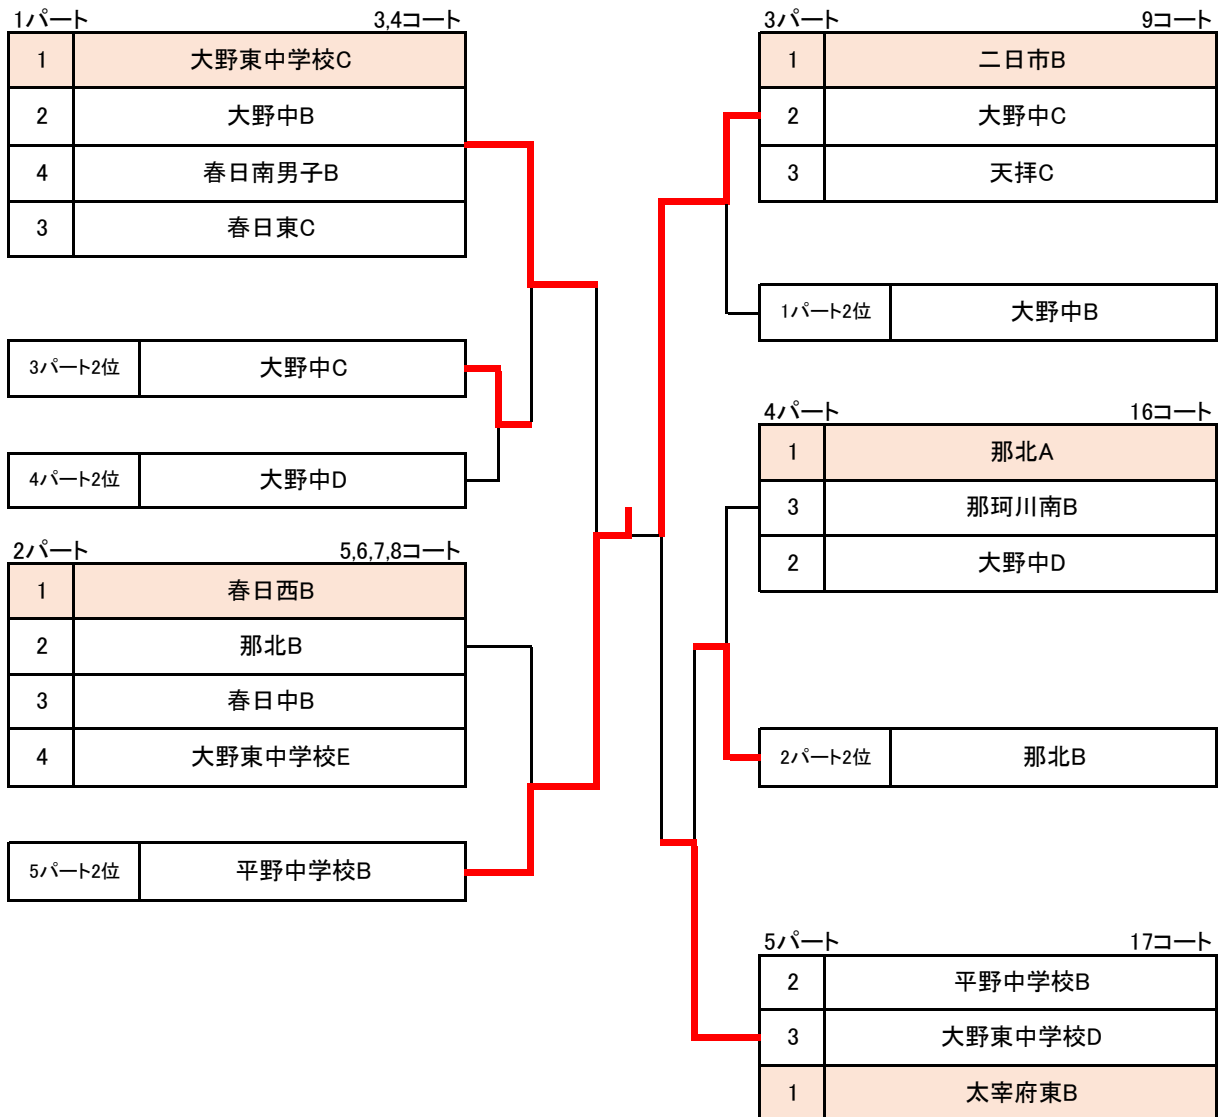 1パート 3,4コート
1 大野東中学校C
2 大野中B
4 春日南男子B
3 春日東C
3パート2位 大野中C
4パート2位 大野中D
2パート 5,6,7,8コート
1 春日西B
2 那北B
3 春日中B
4 大野東中学校E
5パート2位 平野中学校B
3パート 9コート
1 二日市B
2 大野中C
3 天拝C
1パート2位 大野中B
4パート 16コート
1 那北A
3 那珂川南B
2 大野中D
2パート2位 那北B
5パート 17コート
2 平野中学校B
3 大野東中学校D
1 太宰府東B